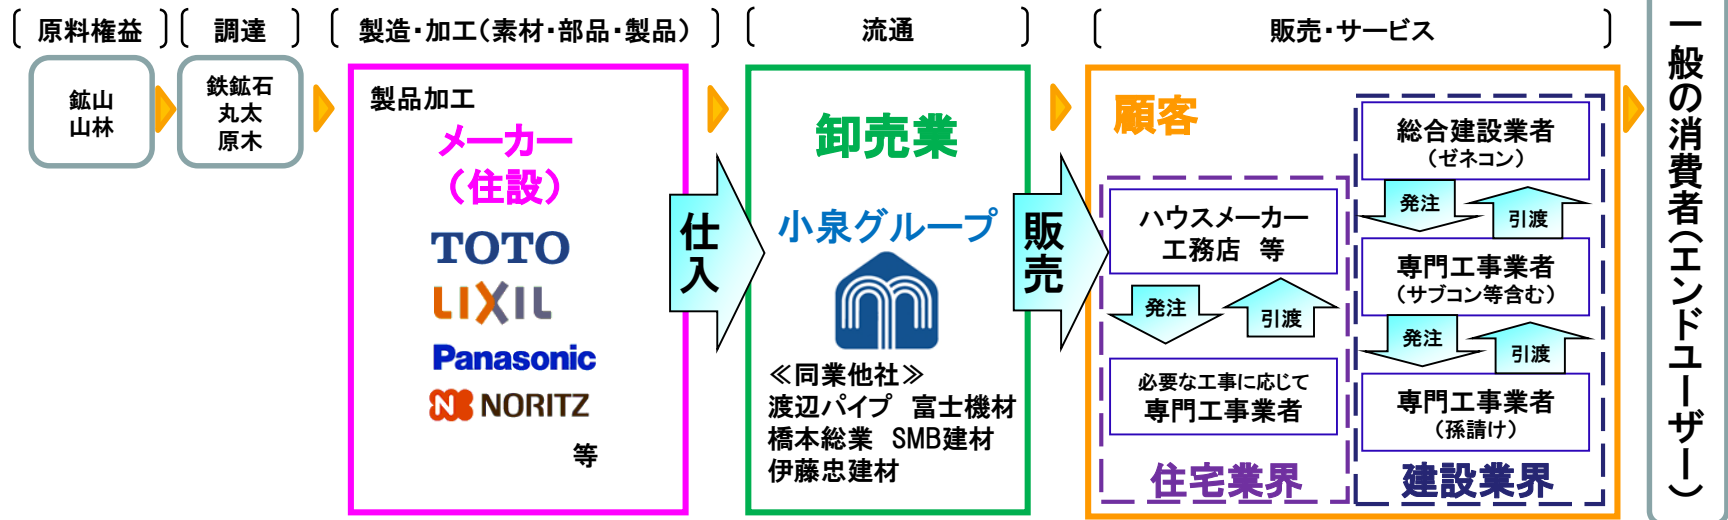 〔 原料権益 〕
鉱山
山林
〔 調達 〕
鉄鉱石
丸太
原木
〔 製造・加工(素材・部品・製品) 〕
製品加工
メーカー
(住設)
TOTO
LIXIL
Panasonic
N NORITZ
等
仕入
〔 流通 〕
卸売業
小泉グループ
≪同業他社≫
渡辺パイプ 富士機材
橋本総業 SMB建材
伊藤忠建材
販売
〔 販売・サービス 〕
顧客
ハウスメーカー
工務店 等
発注
引渡
必要な工事に応じて
専門工事業者
住宅業界
総合建設業者
(ゼネコン)
発注
引渡
専門工事業者
(サブコン等含む)
発注
引渡
専門工事業者
(孫請け)
建設業界
一般の消費者(エンドユーザー)